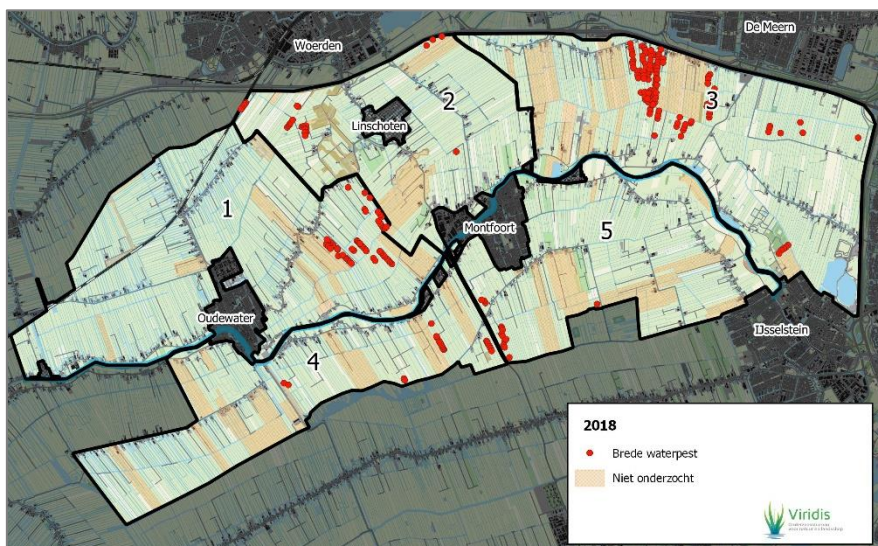 Woerden
De Meern
2
3
Linschoten
1
Montfoort
5
Oudewater
IJsselstein
4
2018
Brede waterpest
Niet onderzocht
Viridis